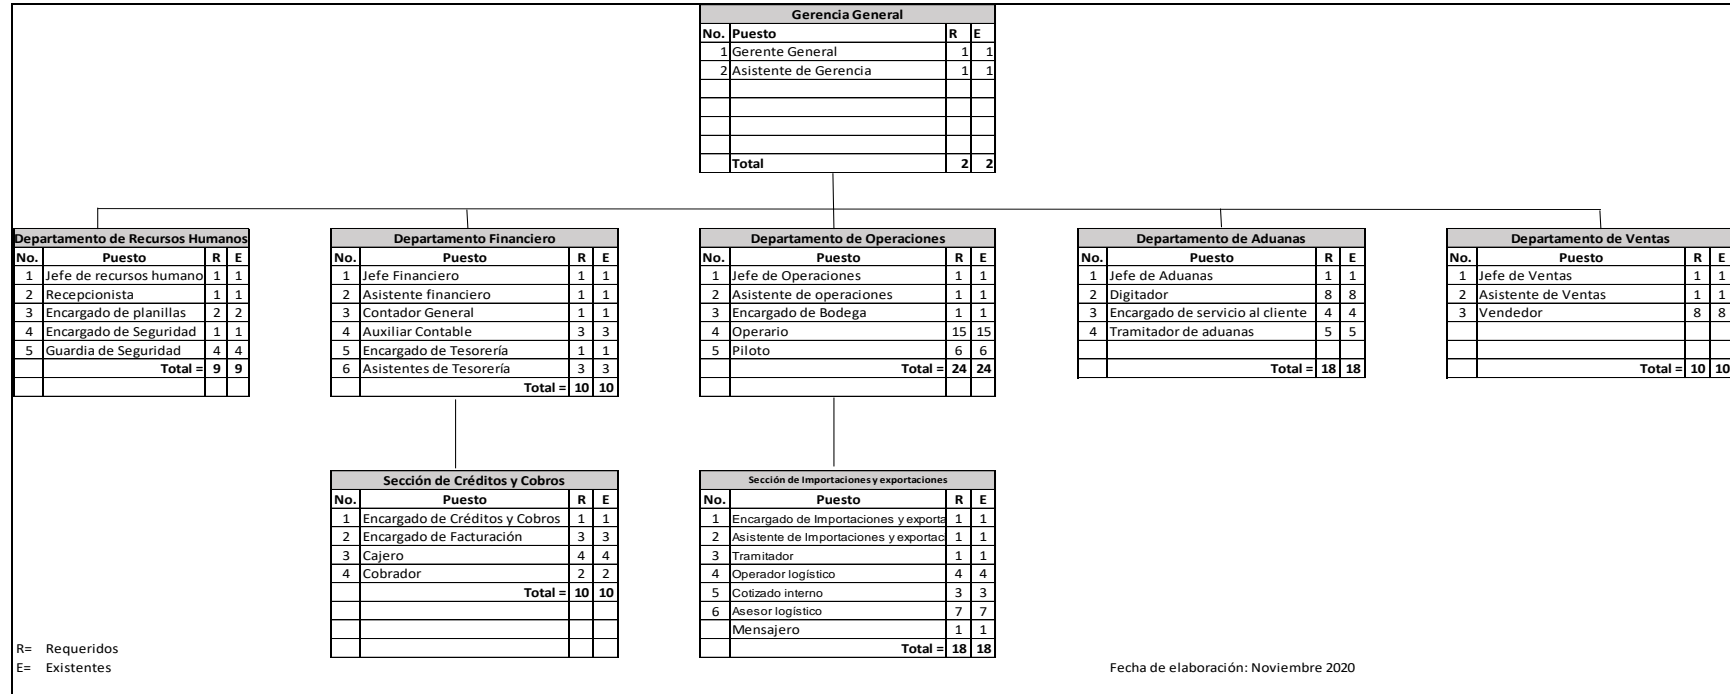 Gerencia General
No. Puesto R E
1 Gerente General 1 1
2 Asistente de Gerencia 1 1
Total 2 2
Departamento de Recursos Humanos
No. Puesto R E
1 Jefe de recursos humano 1 1
2 Recepcionista 1 1
3 Encargado de planillas 2 2
4 Encargado de Seguridad 1 1
5 Guardia de Seguridad 4 4
Total = 9 9
Departamento Financiero
No. Puesto R E
1 Jefe Financiero 1 1
2 Asistente financiero 1 1
3 Contador General 1 1
4 Auxiliar Contable 3 3
5 Encargado de Tesorería 1 1
6 Asistentes de Tesorería 3 3
Total = 10 10
Departamento de Operaciones
No. Puesto R E
1 Jefe de Operaciones 1 1
2 Asistente de operaciones 1 1
3 Encargado de Bodega 1 1
4 Operario 15 15
5 Piloto 6 6
Total = 24 24
Departamento de Aduanas
No. Puesto R E
1 Jefe de Aduanas 1 1
2 Digitador 8 8
3 Encargado de servicio al cliente 4 4
4 Tramitador de aduanas 5 5
Total = 18 18
Departamento de Ventas
No. Puesto R E
1 Jefe de Ventas 1 1
2 Asistente de Ventas 1 1
3 Vendedor 8 8
Total = 10 10
Sección de Créditos y Cobros
No. Puesto R E
1 Encargado de Créditos y Cobros 1 1
2 Encargado de Facturación 3 3
3 Cajero 4 4
4 Cobrador 2 2
Total = 10 10
Sección de Importaciones y exportaciones
No. Puesto R E
1 Encargado de Importaciones y exporta 1 1
2 Asistente de Importaciones y exportac 1 1
3 Tramitador 1 1
4 Operador logístico 4 4
5 Cotizado interno 3 3
6 Asesor logístico 7 7
Mensajero 1 1
Total = 18 18
R= Requeridos
E= Existentes
Fecha de elaboración: Noviembre 2020